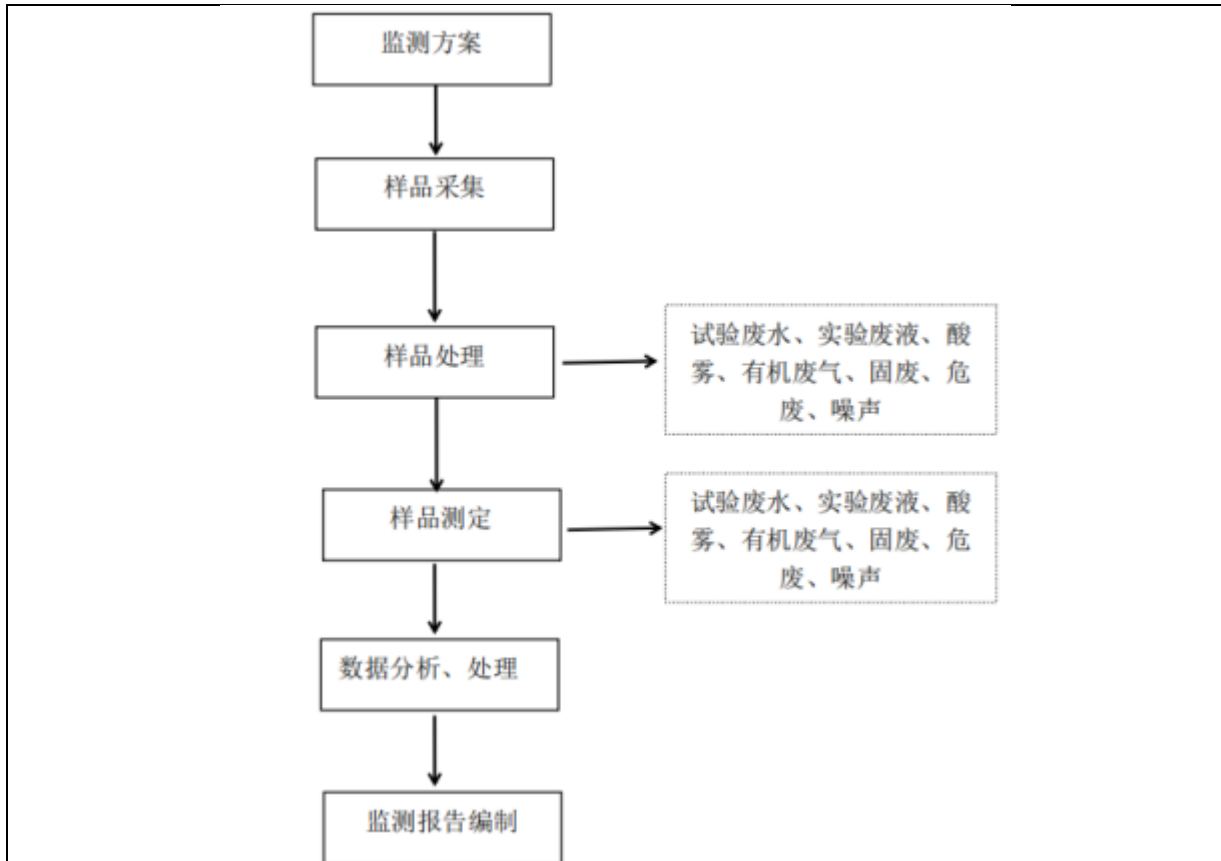 监测方案
样品采集
样品处理
试验废水、实验废液、酸
雾、有机废气、固废、危
废、噪声
样品测定
试验废水、实验废液、酸
雾、有机废气、固废、危
废、噪声
数据分析、处理
监测报告编制